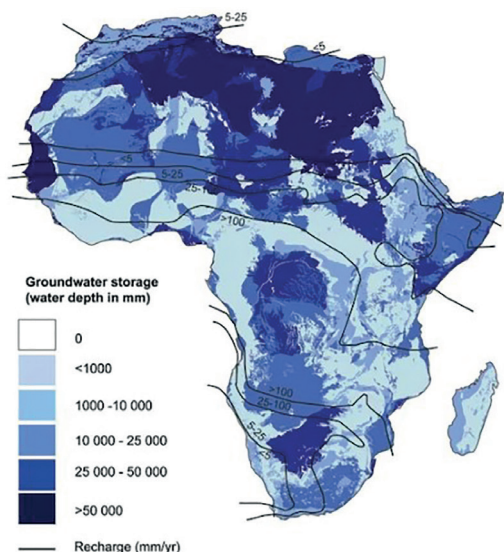 5-25
<5
<5
5-25
25-100
>100
>100
25-100
5-25
Groundwater storage
(water depth in mm)
0
<1000
1000 -10 000
10 000 - 25 000
25 000 - 50 000
>50 000
Recharge (mm/yr)